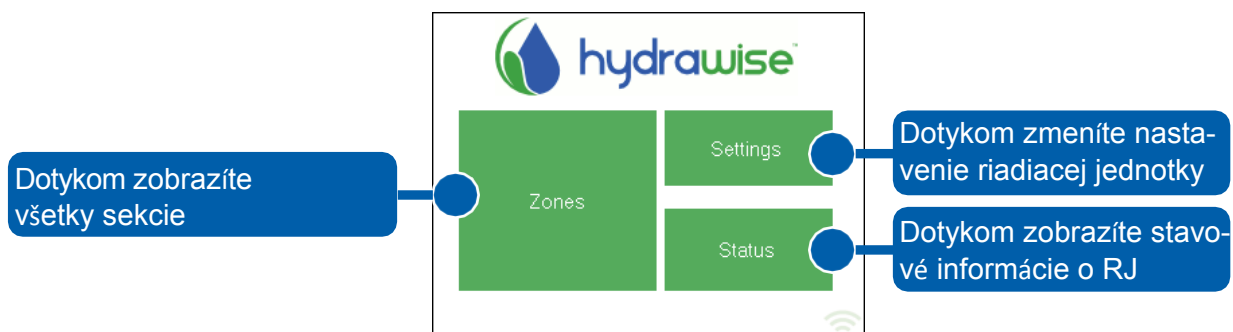 hydrawise™
Dotykom zobrazíte
všetky sekcie
Zones
Settings
Dotykom zmeníte nasta-
venie riadiacej jednotky
Status
Dotykom zobrazíte stavo-
vé informácie o RJ